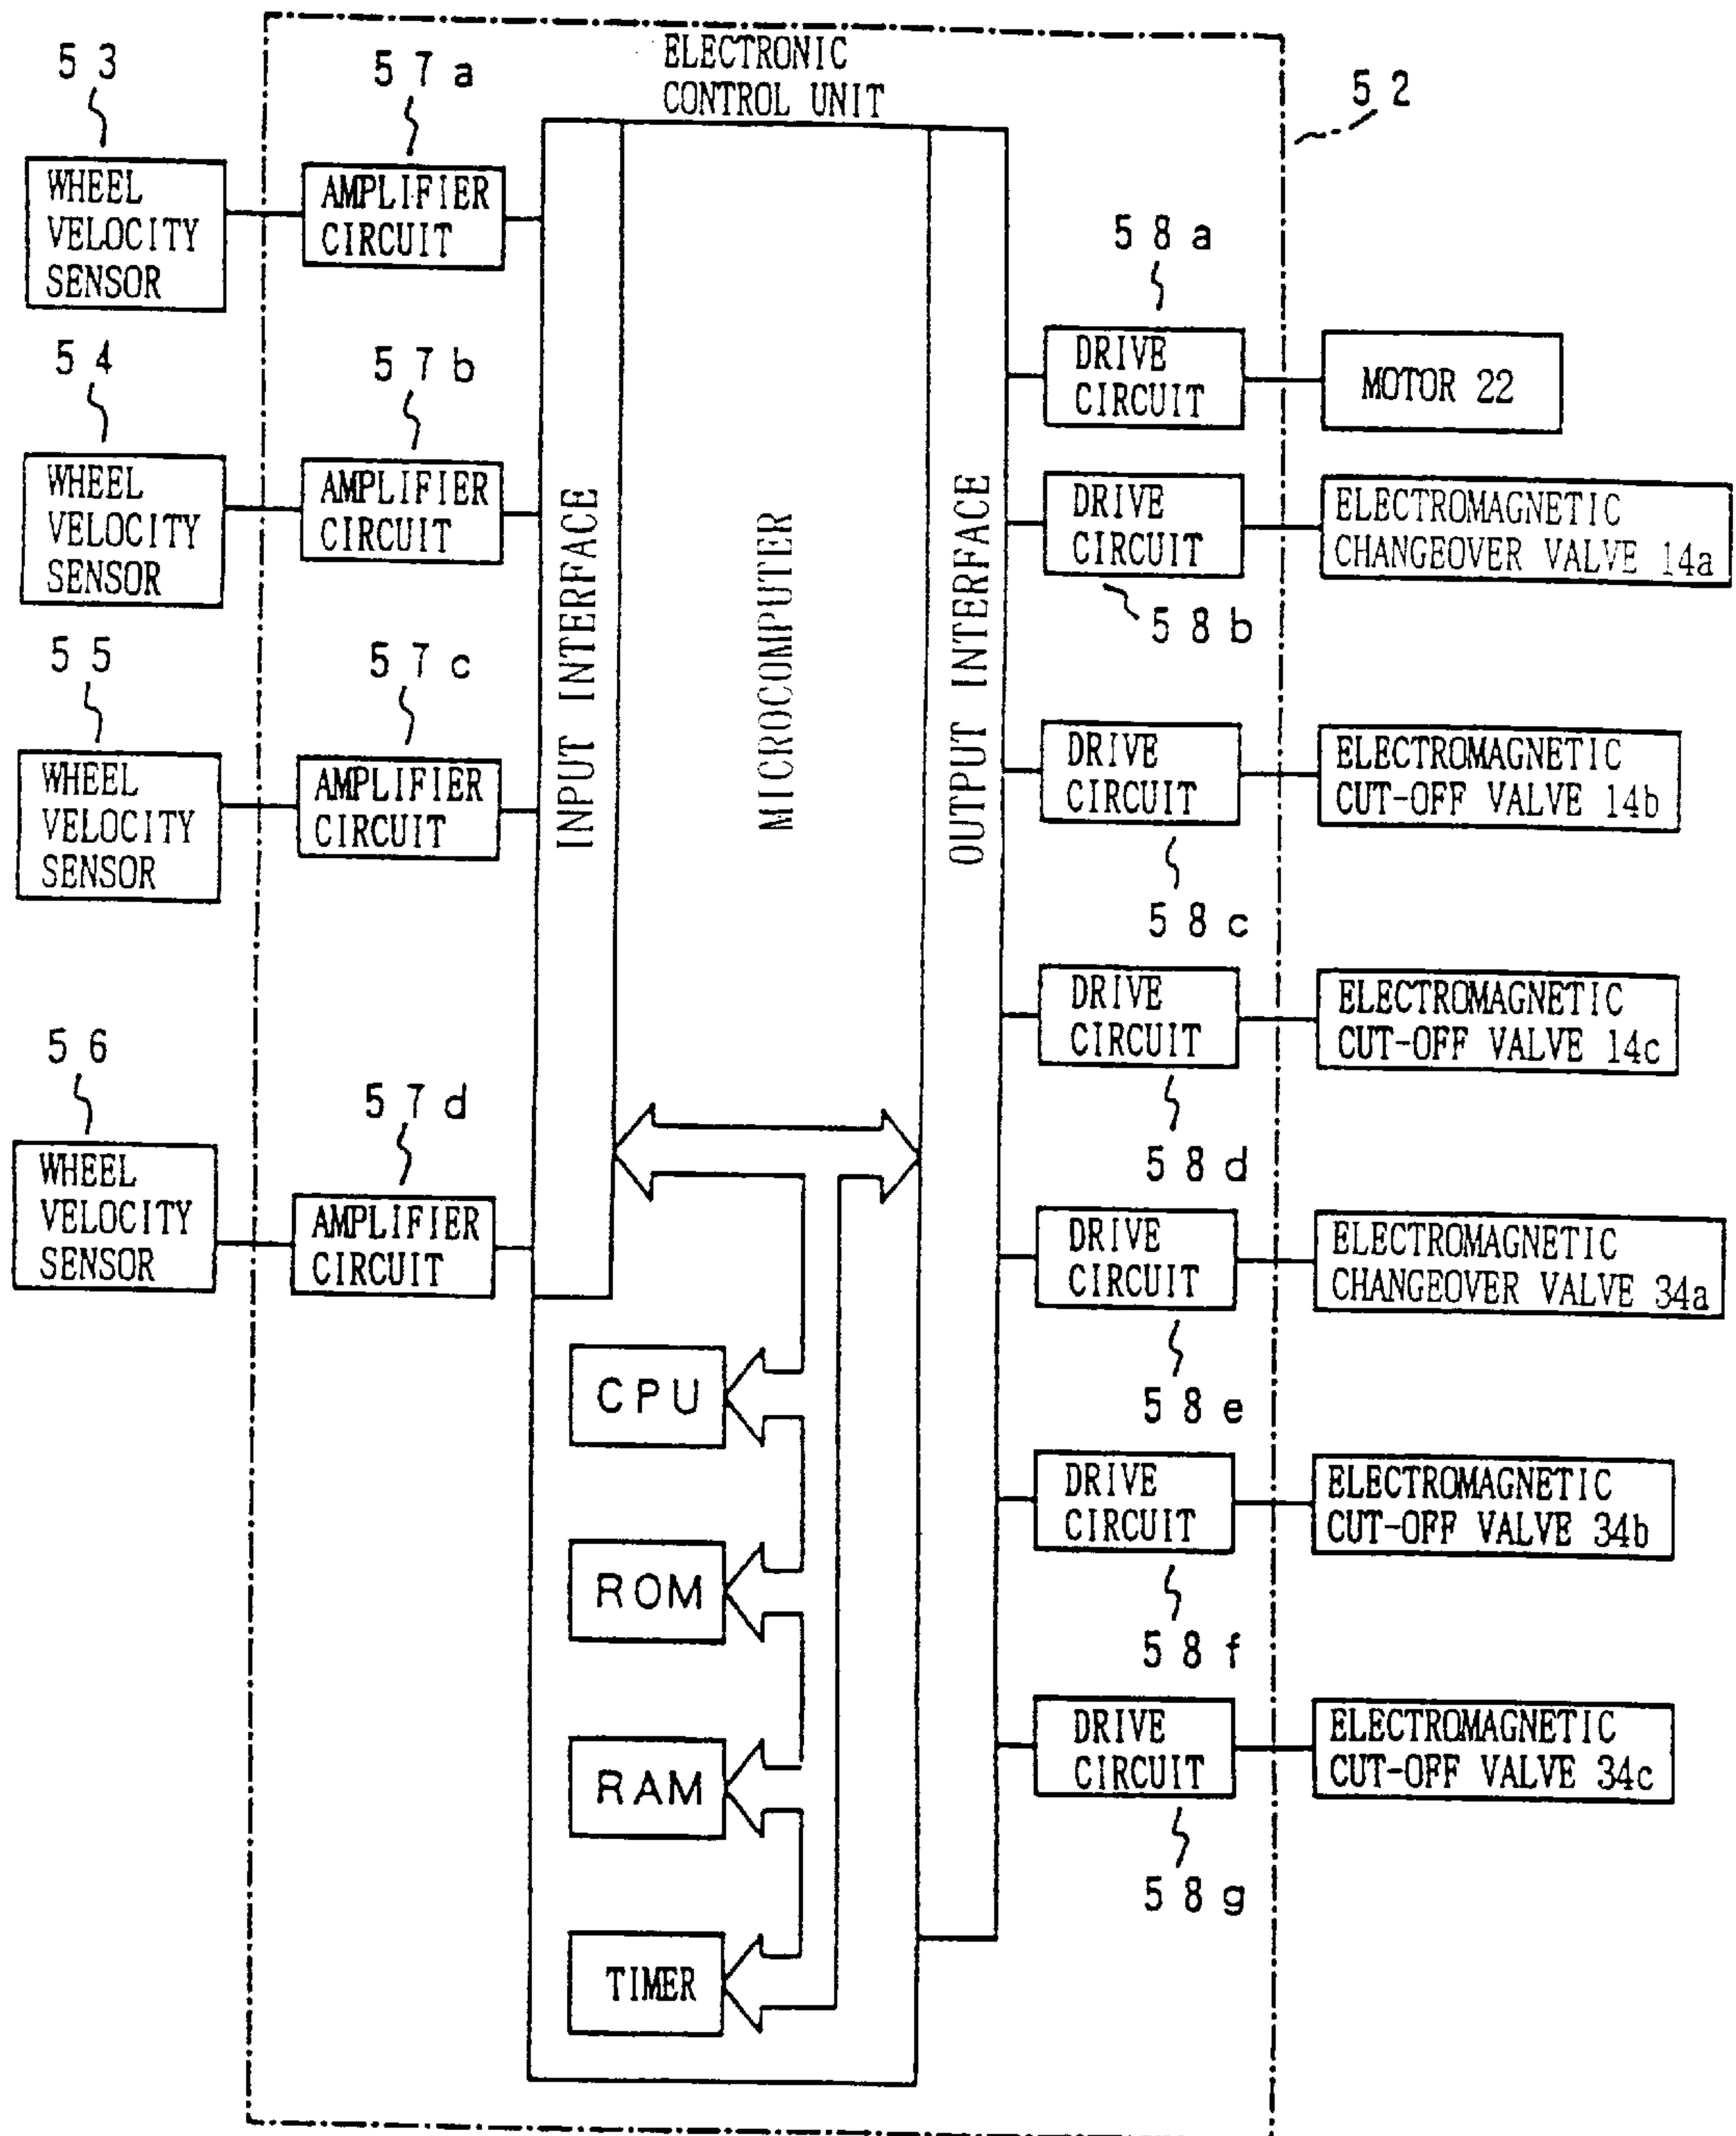 ELECTRONIC
CONTROL UNIT
52
53
WHEEL
VELOCITY
SENSOR
57a
AMPLIFIER
CIRCUIT
54
WHEEL
VELOCITY
SENSOR
57b
AMPLIFIER
CIRCUIT
55
WHEEL
VELOCITY
SENSOR
57c
AMPLIFIER
CIRCUIT
56
WHEEL
VELOCITY
SENSOR
57d
AMPLIFIER
CIRCUIT
INPUT INTERFACE
MICROCOMPUTER
OUTPUT INTERFACE
CPU
ROM
RAM
TIMER
58a
DRIVE
CIRCUIT
MOTOR 22
DRIVE
CIRCUIT
58b
ELECTROMAGNETIC
CHANGEOVER VALVE 14a
DRIVE
CIRCUIT
58c
ELECTROMAGNETIC
CUT-OFF VALVE 14b
DRIVE
CIRCUIT
58d
ELECTROMAGNETIC
CUT-OFF VALVE 14c
DRIVE
CIRCUIT
58e
ELECTROMAGNETIC
CHANGEOVER VALVE 34a
DRIVE
CIRCUIT
58f
ELECTROMAGNETIC
CUT-OFF VALVE 34b
DRIVE
CIRCUIT
58g
ELECTROMAGNETIC
CUT-OFF VALVE 34c